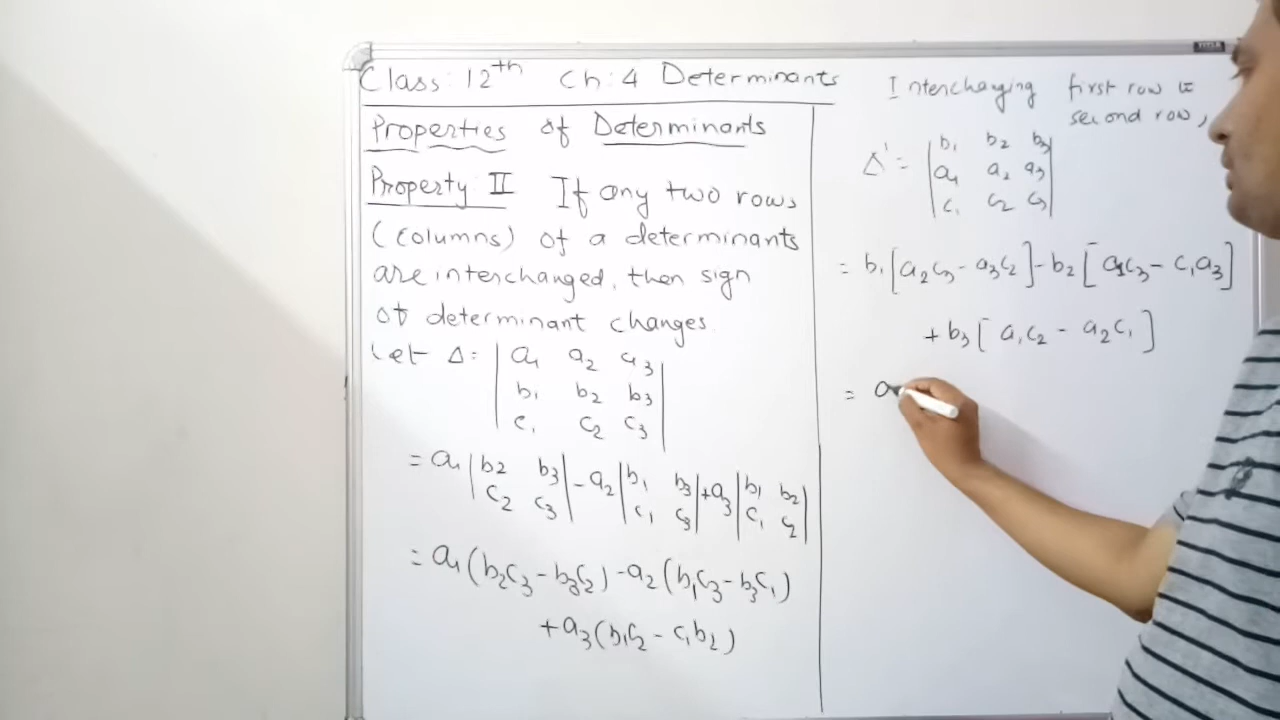 Class: 12th Ch: 4 Determinants
Properties of Determinants
Property II If any two rows
(columns) of a determinants
are interchanged, then sign
of determinant changes.
Let Δ = | a₁ a₂ a₃ |
| b₁ b₂ b₃ |
| c₁ c₂ c₃ |
= a₁ | b₂ b₃ | - a₂ | b₁ b₃ | + a₃ | b₁ b₂ |
| c₂ c₃ | | c₁ c₃ | | c₁ c₂ |
= a₁(b₂c₃ - b₃c₂) - a₂(b₁c₃ - b₃c₁)
+ a₃(b₁c₂ - c₁b₂)
Interchanging first row
second row,
Δ' = | b₁ b₂ b₃ |
| a₁ a₂ a₃ |
| c₁ c₂ c₃ |
= b₁[a₂c₃ - a₃c₂] - b₂[a₁c₃ - c₁a₃]
+ b₃[a₁c₂ - a₂c₁]
= a